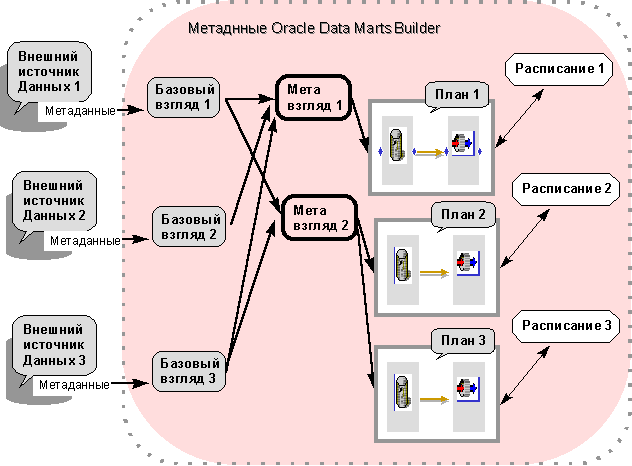 Метаднные Oracle Data Marts Builder
Внешний
источник
Данных 1
Метаданные
Базовый
взгляд 1
Мета
взгляд 1
План 1
Расписание 1
Внешний
источник
Данных 2
Метаданные
Базовый
взгляд 2
Мета
взгляд 2
План 2
Расписание 2
Внешний
источник
Данных 3
Метаданные
Базовый
взгляд 3
План 3
Расписание 3